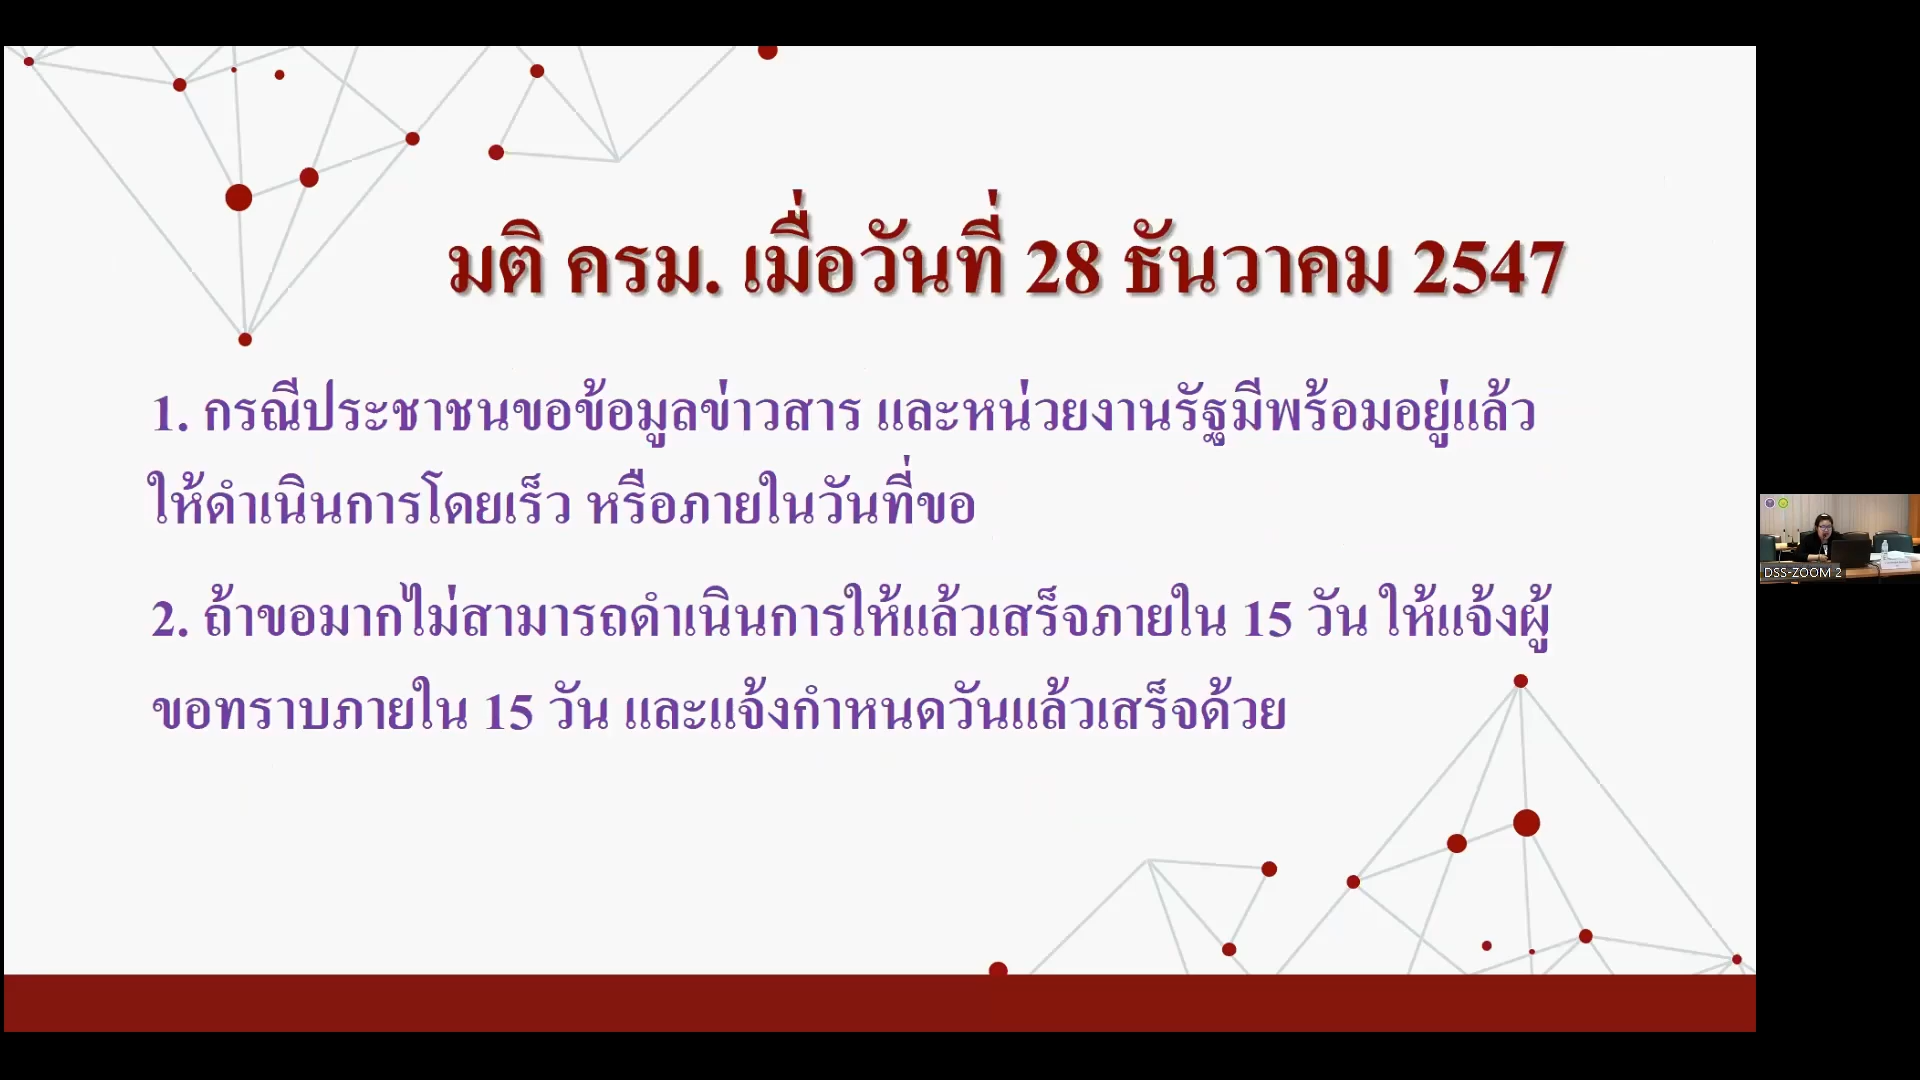 มติ ครม. เมื่อวันที่ 28 ธันวาคม 2547
1. กรณีประชาชนขอข้อมูลข่าวสาร และหน่วยงานรัฐมีพร้อมอยู่แล้ว
ให้ดำเนินการโดยเร็ว หรือภายในวันที่ขอ
2. ถ้าขอมากไม่สามารถดำเนินการให้แล้วเสร็จภายใน 15 วัน ให้แจ้งผู้
ขอทราบภายใน 15 วัน และแจ้งกำหนดวันแล้วเสร็จด้วย
DSS-ZOOM 2